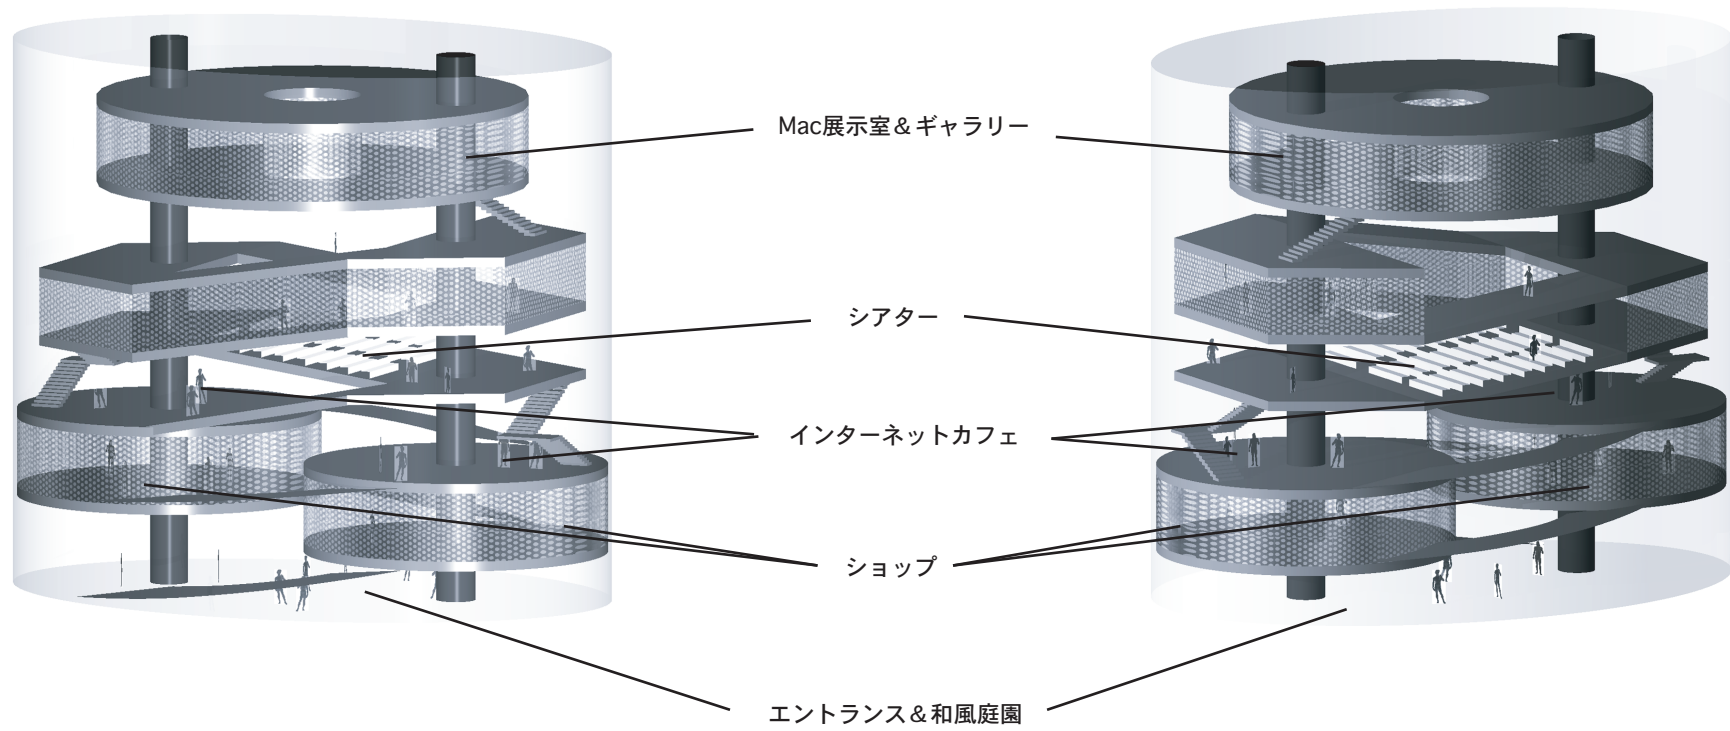 Mac展示室＆ギャラリー
シアター
インターネットカフェ
ショップ
エントランス＆和風庭園